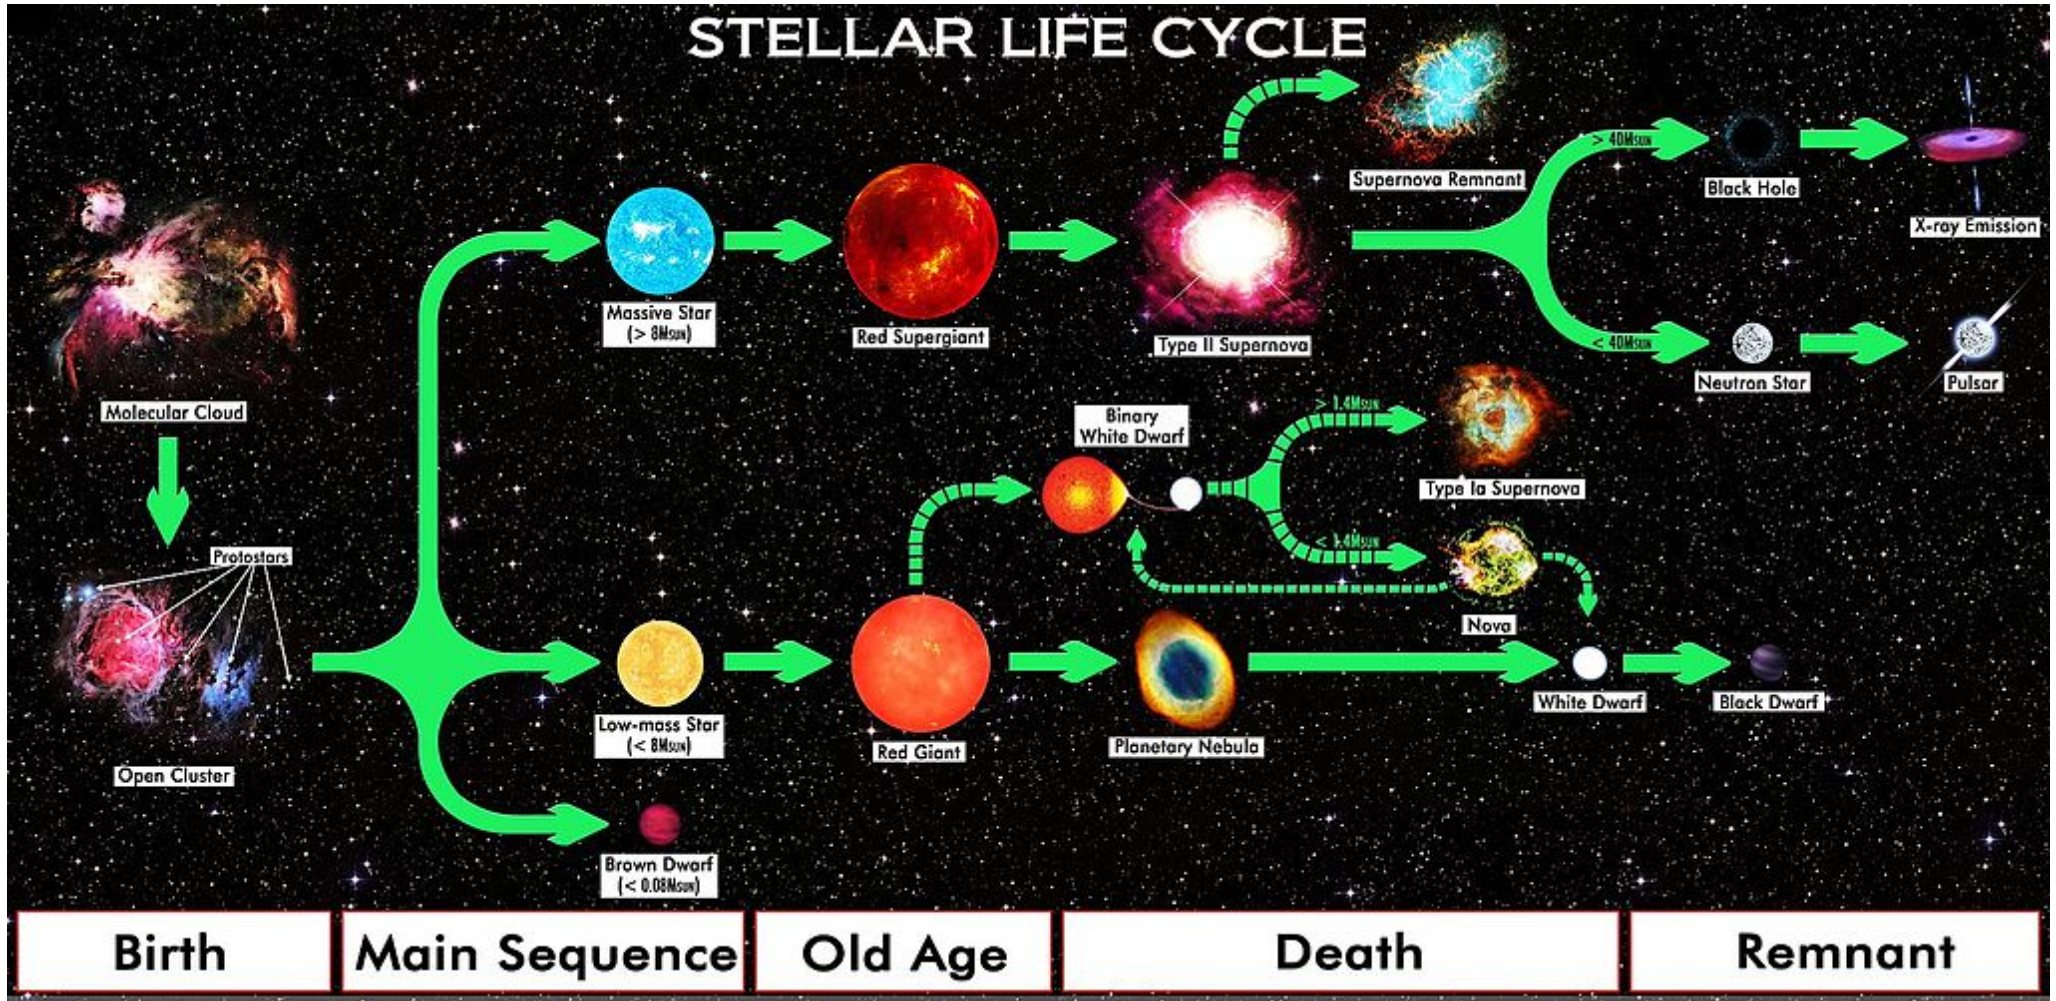 STELLAR LIFE CYCLE
Supernova Remnant
> 40MSUN
Black Hole
X-ray Emission
Massive Star
(> 8MSUN)
Red Supergiant
Type II Supernova
< 40MSUN
Neutron Star
Pulsar
Molecular Cloud
Binary
White Dwarf
> 1.4MSUN
Type Ia Supernova
< 1.4MSUN
Nova
Protostars
Open Cluster
Low-mass Star
(< 8MSUN)
Red Giant
Planetary Nebula
White Dwarf
Black Dwarf
Brown Dwarf
(< 0.08MSUN)
Birth
Main Sequence
Old Age
Death
Remnant